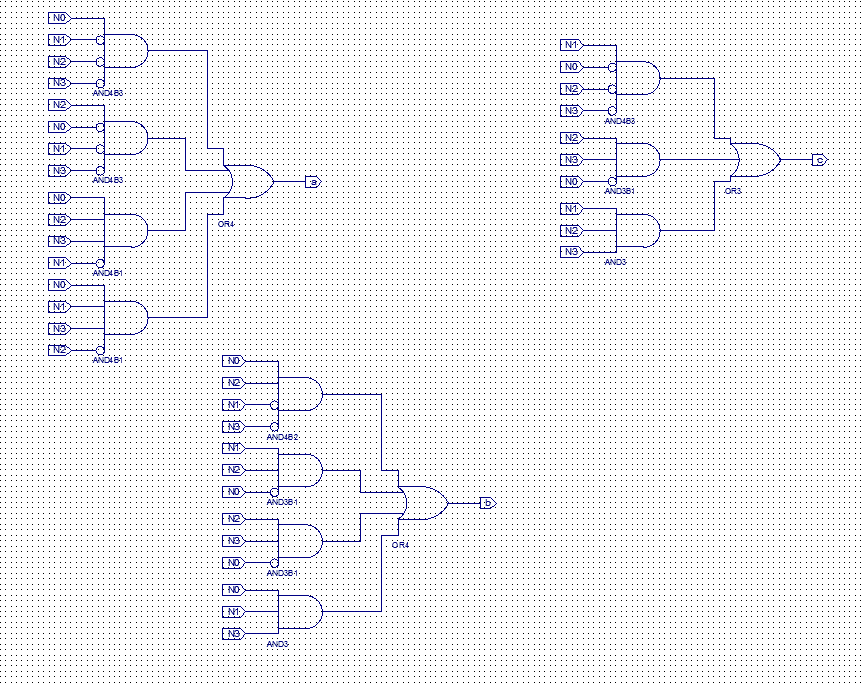 N0
N1
N2
N3
AND4B3
N2
N0
N1
N3
AND4B3
N0
N2
N3
N1
AND4B1
N0
N1
N3
N2
AND4B1
OR4
a
N1
N0
N2
N3
AND4B3
N2
N3
N0
AND3B1
N1
N2
N3
AND3
OR3
c
N0
N2
N1
N3
AND4B2
N1
N2
N0
AND3B1
N2
N3
N0
AND3B1
N0
N1
N3
AND3
OR4
b